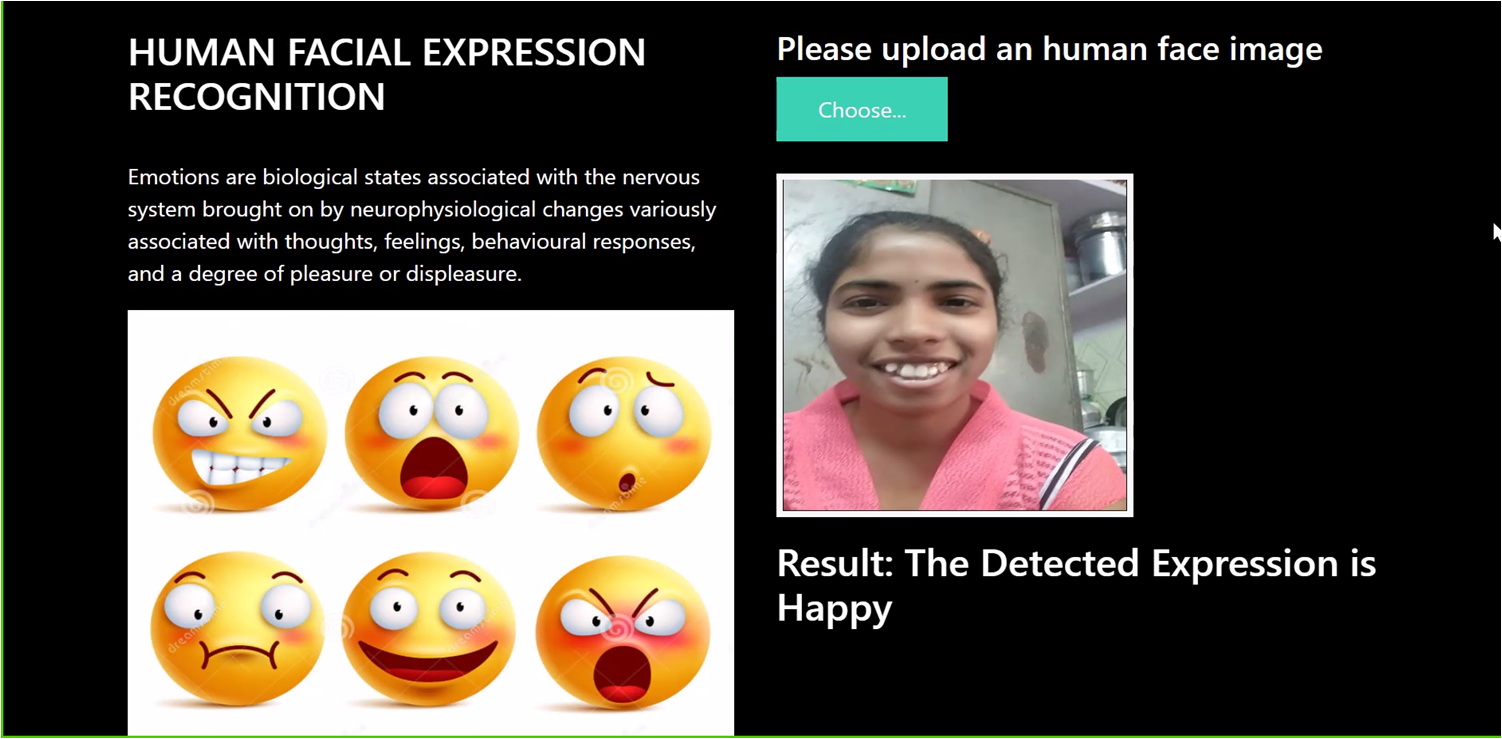 HUMAN FACIAL EXPRESSION
RECOGNITION
Emotions are biological states associated with the nervous
system brought on by neurophysiological changes variously
associated with thoughts, feelings, behavioural responses,
and a degree of pleasure or displeasure.
Please upload an human face image
Choose...
Result: The Detected Expression is
Happy